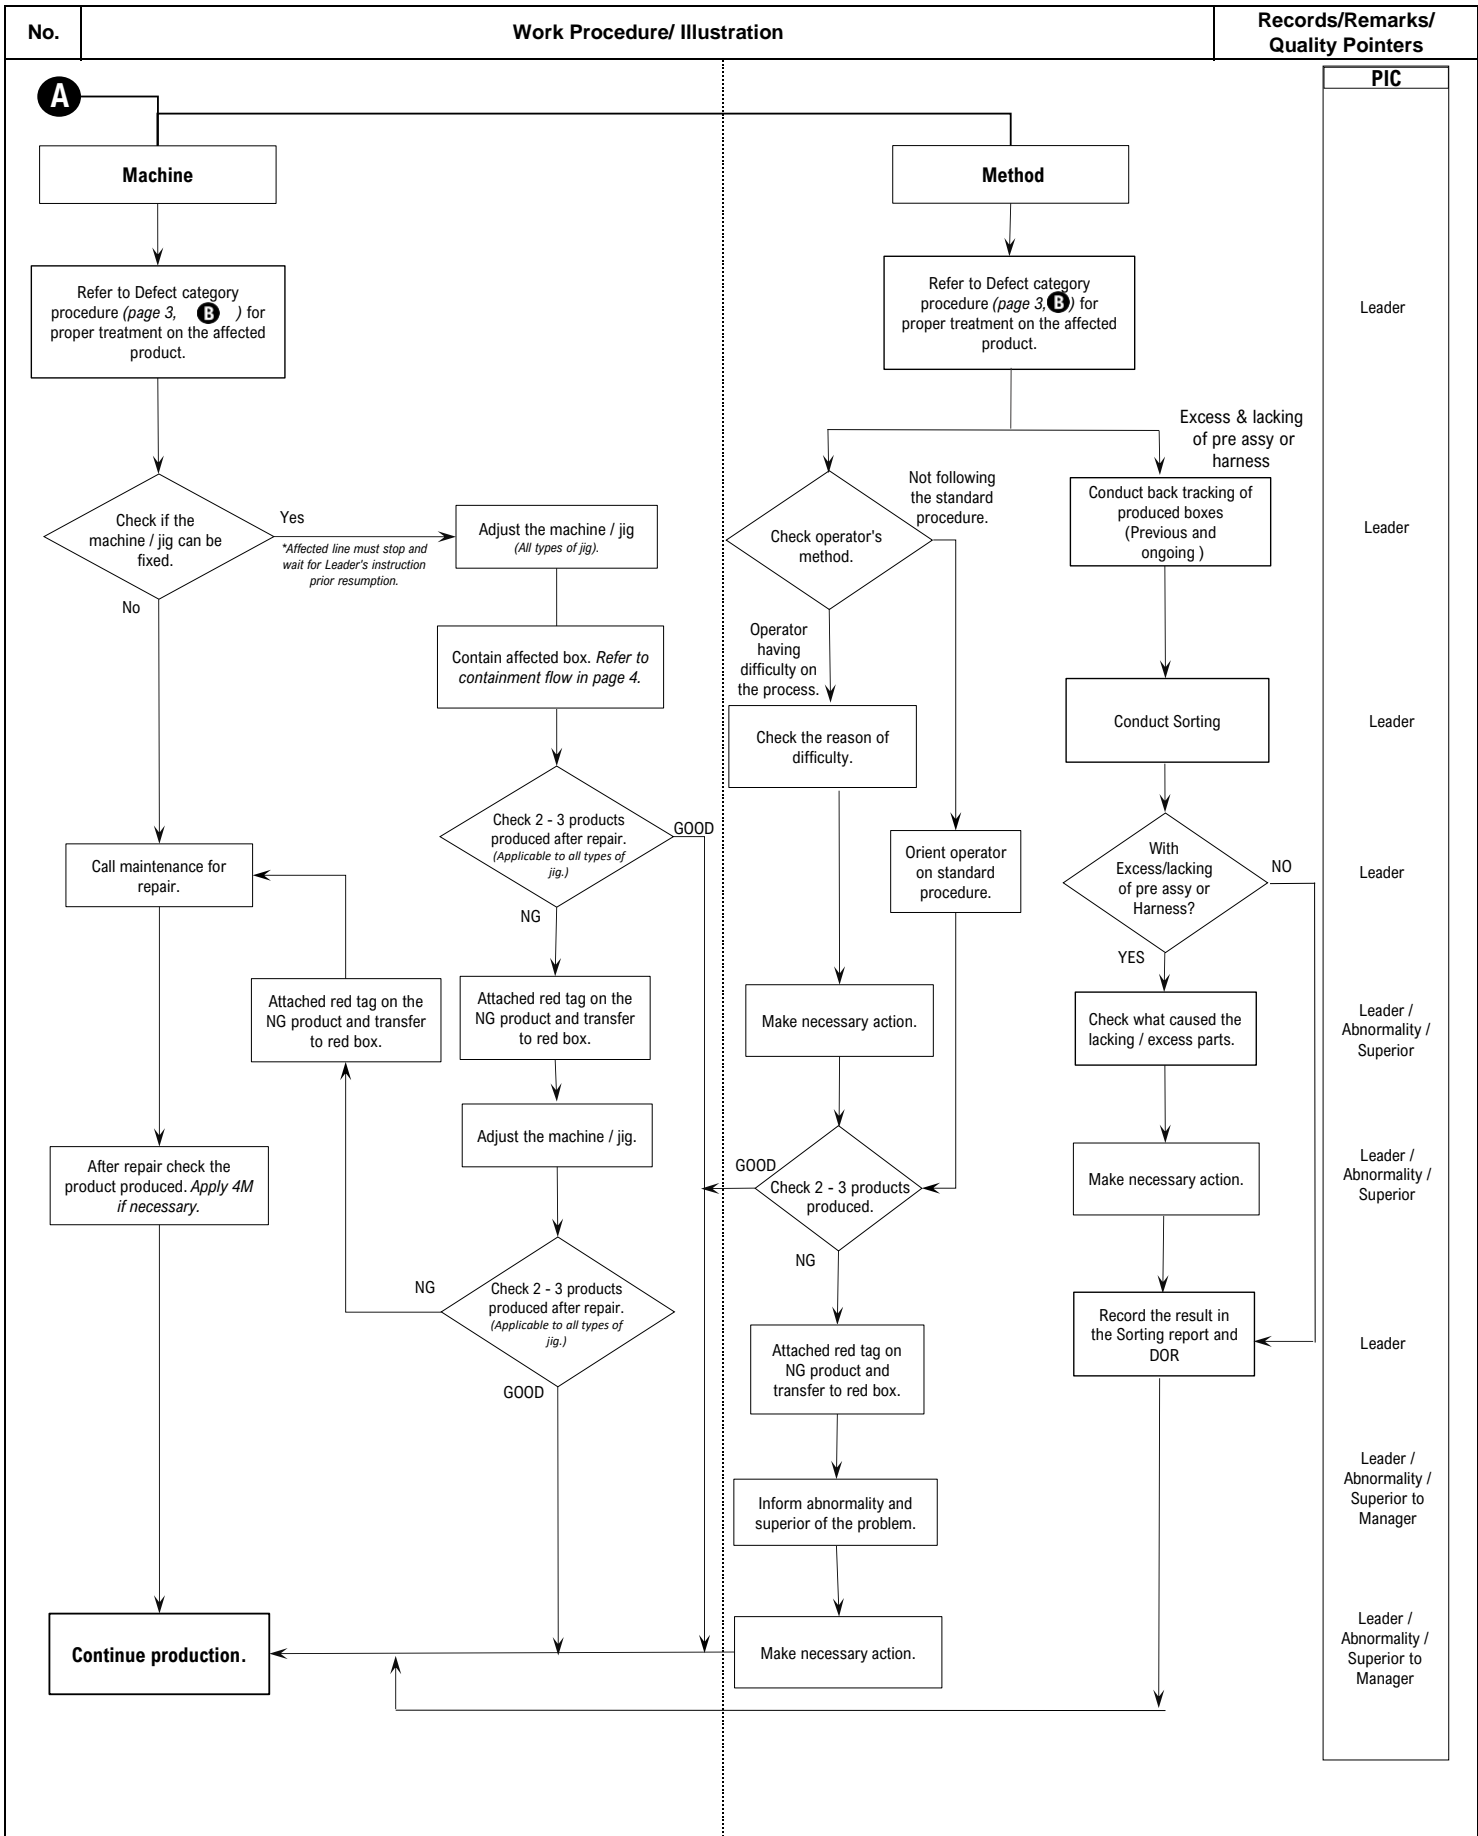 No.
Work Procedure/ Illustration
Records/Remarks/
Quality Pointers
PIC
A
Machine
Method
Refer to Defect category
procedure (page 3, B ) for
proper treatment on the affected
product.
Refer to Defect category
procedure (page 3, B) for
proper treatment on the affected
product.
Leader
Excess & lacking
of pre assy or
harness
Not following
the standard
procedure.
Check if the
machine / jig can be
fixed.
Yes
*Affected line must stop and
wait for Leader's instruction
prior resumption.
No
Adjust the machine / jig
(All types of jig).
Check operator's
method.
Conduct back tracking of
produced boxes
(Previous and
ongoing )
Leader
Contain affected box. Refer to
containment flow in page 4.
Operator
having
difficulty on
the process.
Check the reason of
difficulty.
Conduct Sorting
Leader
Check 2 - 3 products
produced after repair.
(Applicable to all types of
jig.)
GOOD
NG
Call maintenance for
repair.
Orient operator
on standard
procedure.
With
Excess/lacking
of pre assy or
Harness?
NO
YES
Leader
Attached red tag on the
NG product and transfer
to red box.
Attached red tag on the
NG product and transfer
to red box.
Make necessary action.
Check what caused the
lacking / excess parts.
Leader /
Abnormality /
Superior
Adjust the machine / jig.
After repair check the
product produced. Apply 4M
if necessary.
GOOD
Check 2 - 3 products
produced.
NG
Make necessary action.
Leader /
Abnormality /
Superior
NG
Check 2 - 3 products
produced after repair.
(Applicable to all types of
jig.)
GOOD
Attached red tag on
NG product and
transfer to red box.
Record the result in
the Sorting report and
DOR
Leader
Inform abnormality and
superior of the problem.
Leader /
Abnormality /
Superior to
Manager
Continue production.
Make necessary action.
Leader /
Abnormality /
Superior to
Manager